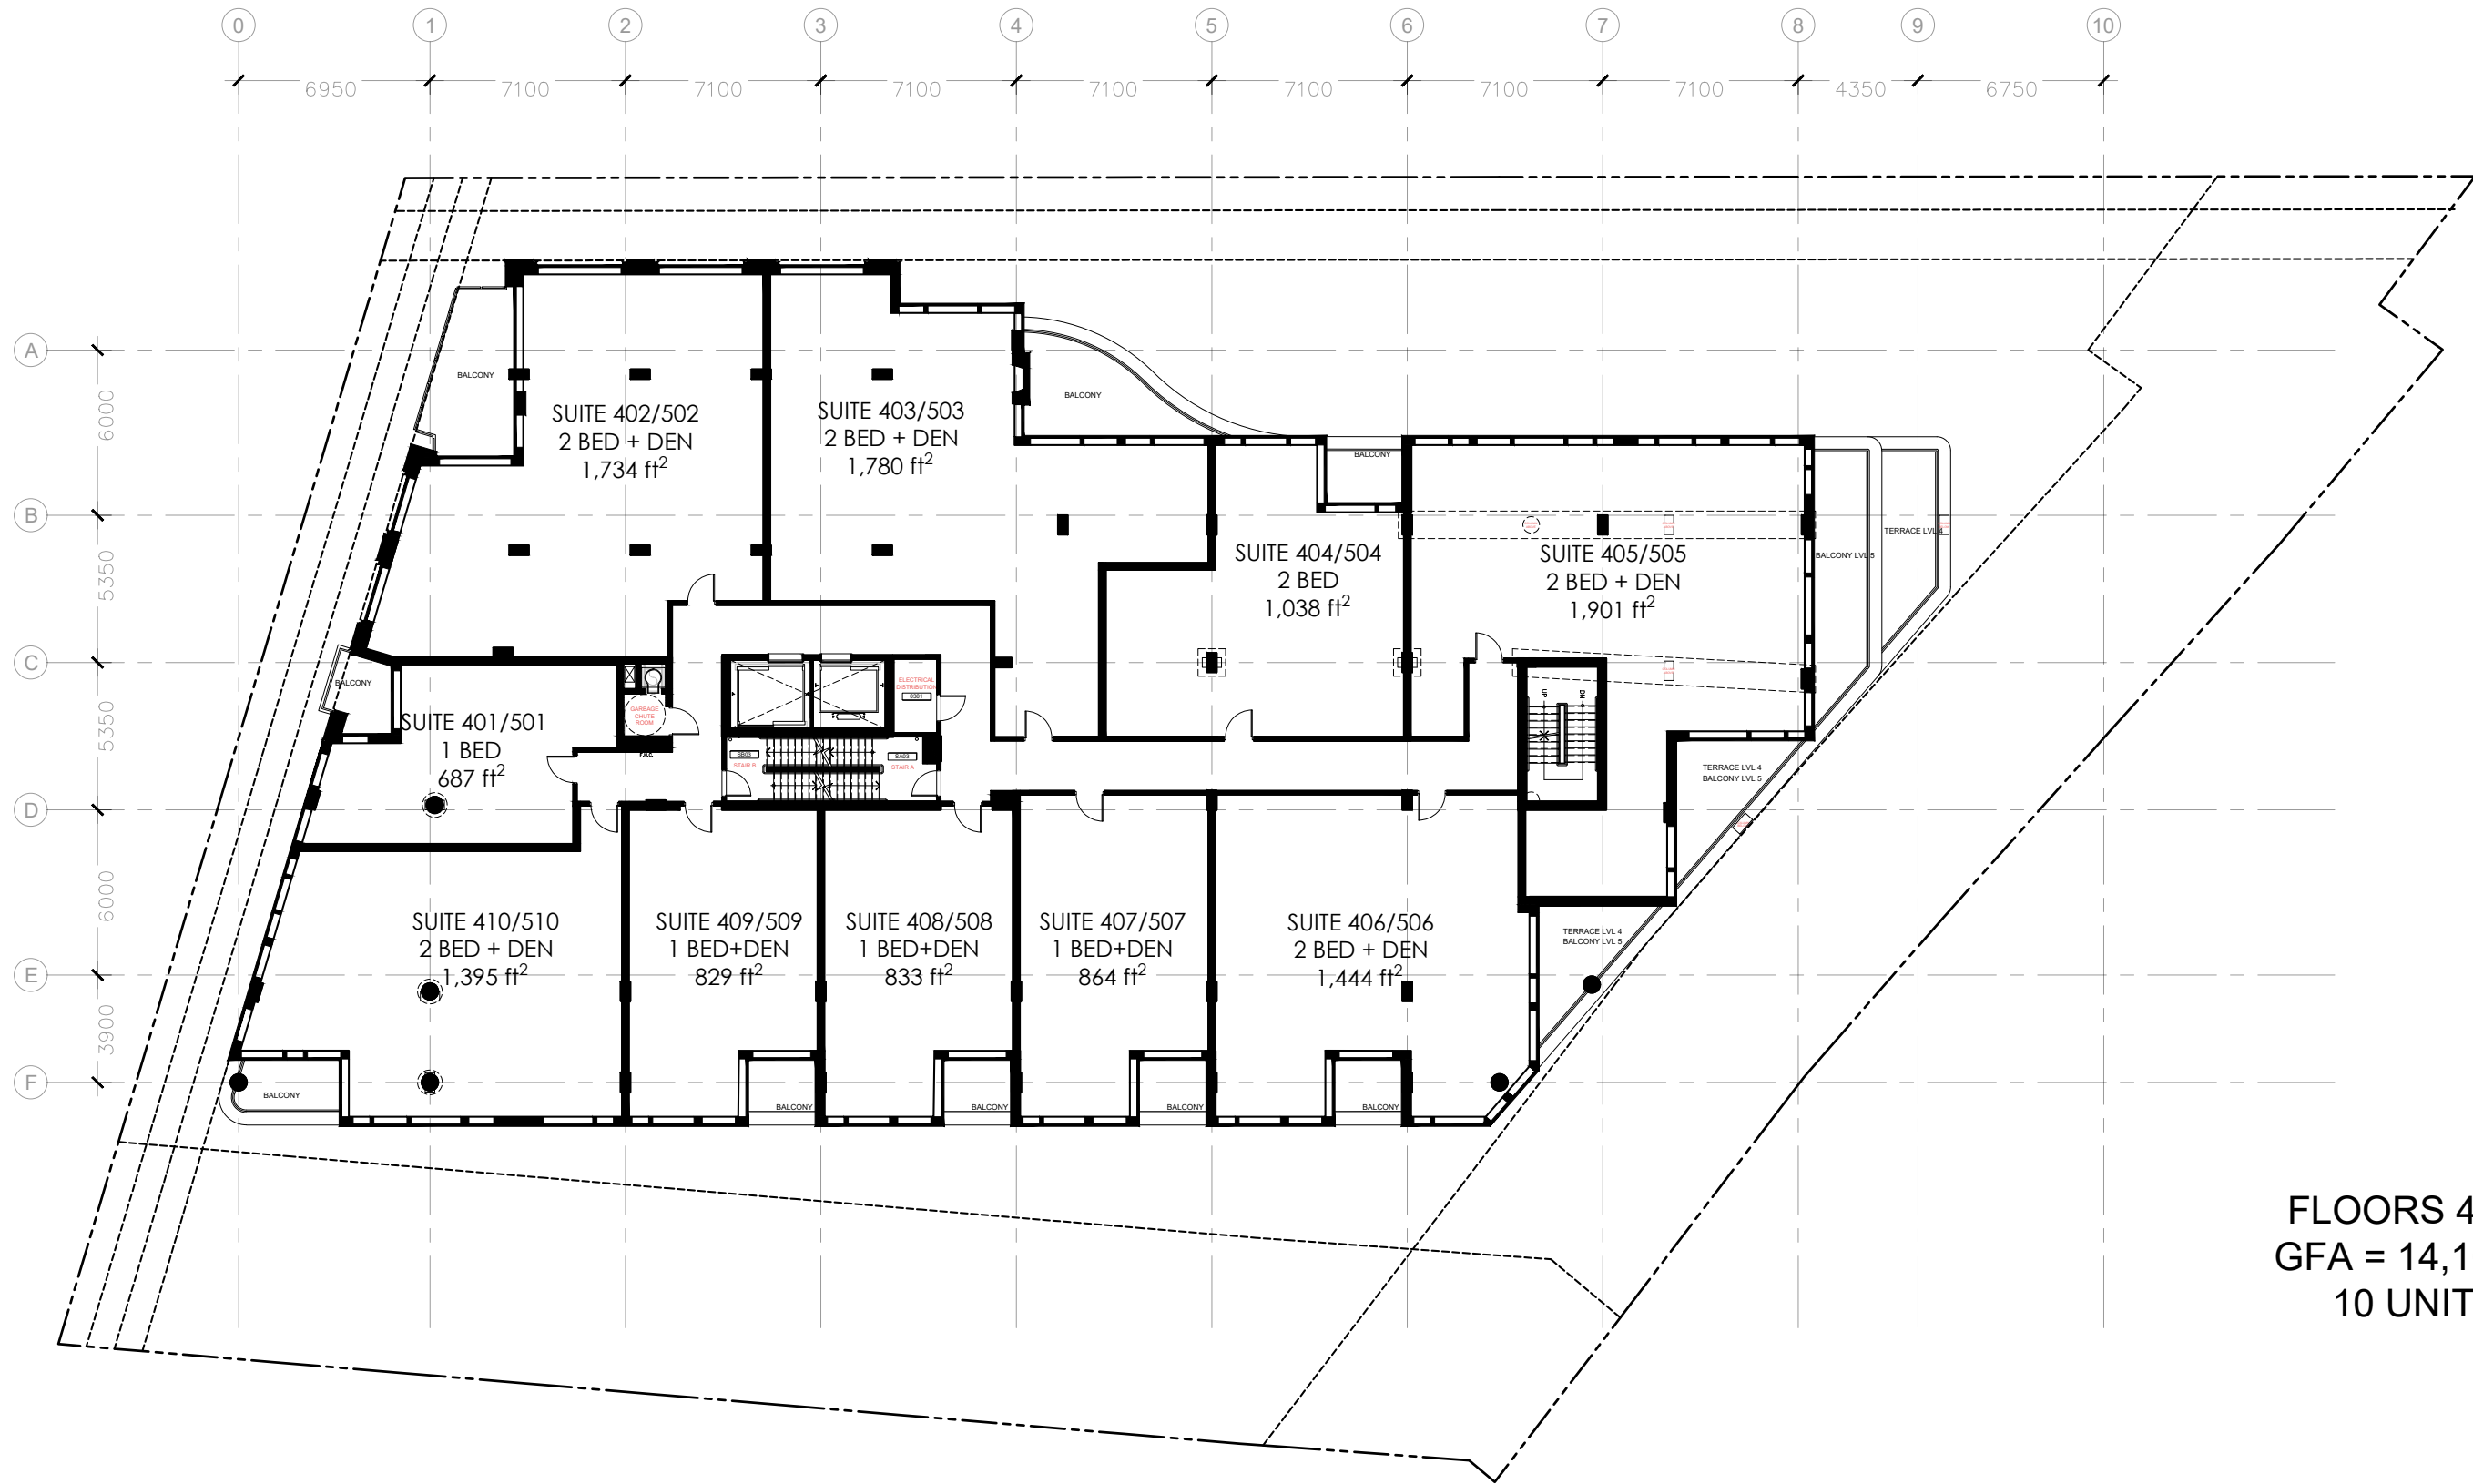 0 1 2 3 4 5 6 7 8 9 10
6950 7100 7100 7100 7100 7100 7100 7100 4350 6750
A
B
C
D
E
F
6000
5350
5350
6000
3900
BALCONY
SUITE 402/502
2 BED + DEN
1,734 ft²
SUITE 403/503
2 BED + DEN
1,780 ft²
BALCONY
BALCONY
SUITE 404/504
2 BED
1,038 ft²
SUITE 405/505
2 BED + DEN
1,901 ft²
BALCONY LVL 5
TERRACE LVL 4
BALCONY
SUITE 401/501
1 BED
687 ft²
GARBAGE
CHUTE
ROOM
ELECTRICAL
DISTRIBUTION
0301
SB03
STAIR B
SA03
STAIR A
UP
DN
TERRACE LVL 4
BALCONY LVL 5
SUITE 410/510
2 BED + DEN
1,395 ft²
SUITE 409/509
1 BED+DEN
829 ft²
SUITE 408/508
1 BED+DEN
833 ft²
SUITE 407/507
1 BED+DEN
864 ft²
SUITE 406/506
2 BED + DEN
1,444 ft²
TERRACE LVL 4
BALCONY LVL 5
BALCONY
BALCONY
BALCONY
BALCONY
BALCONY
FLOORS 4
GFA = 14,1
10 UNIT